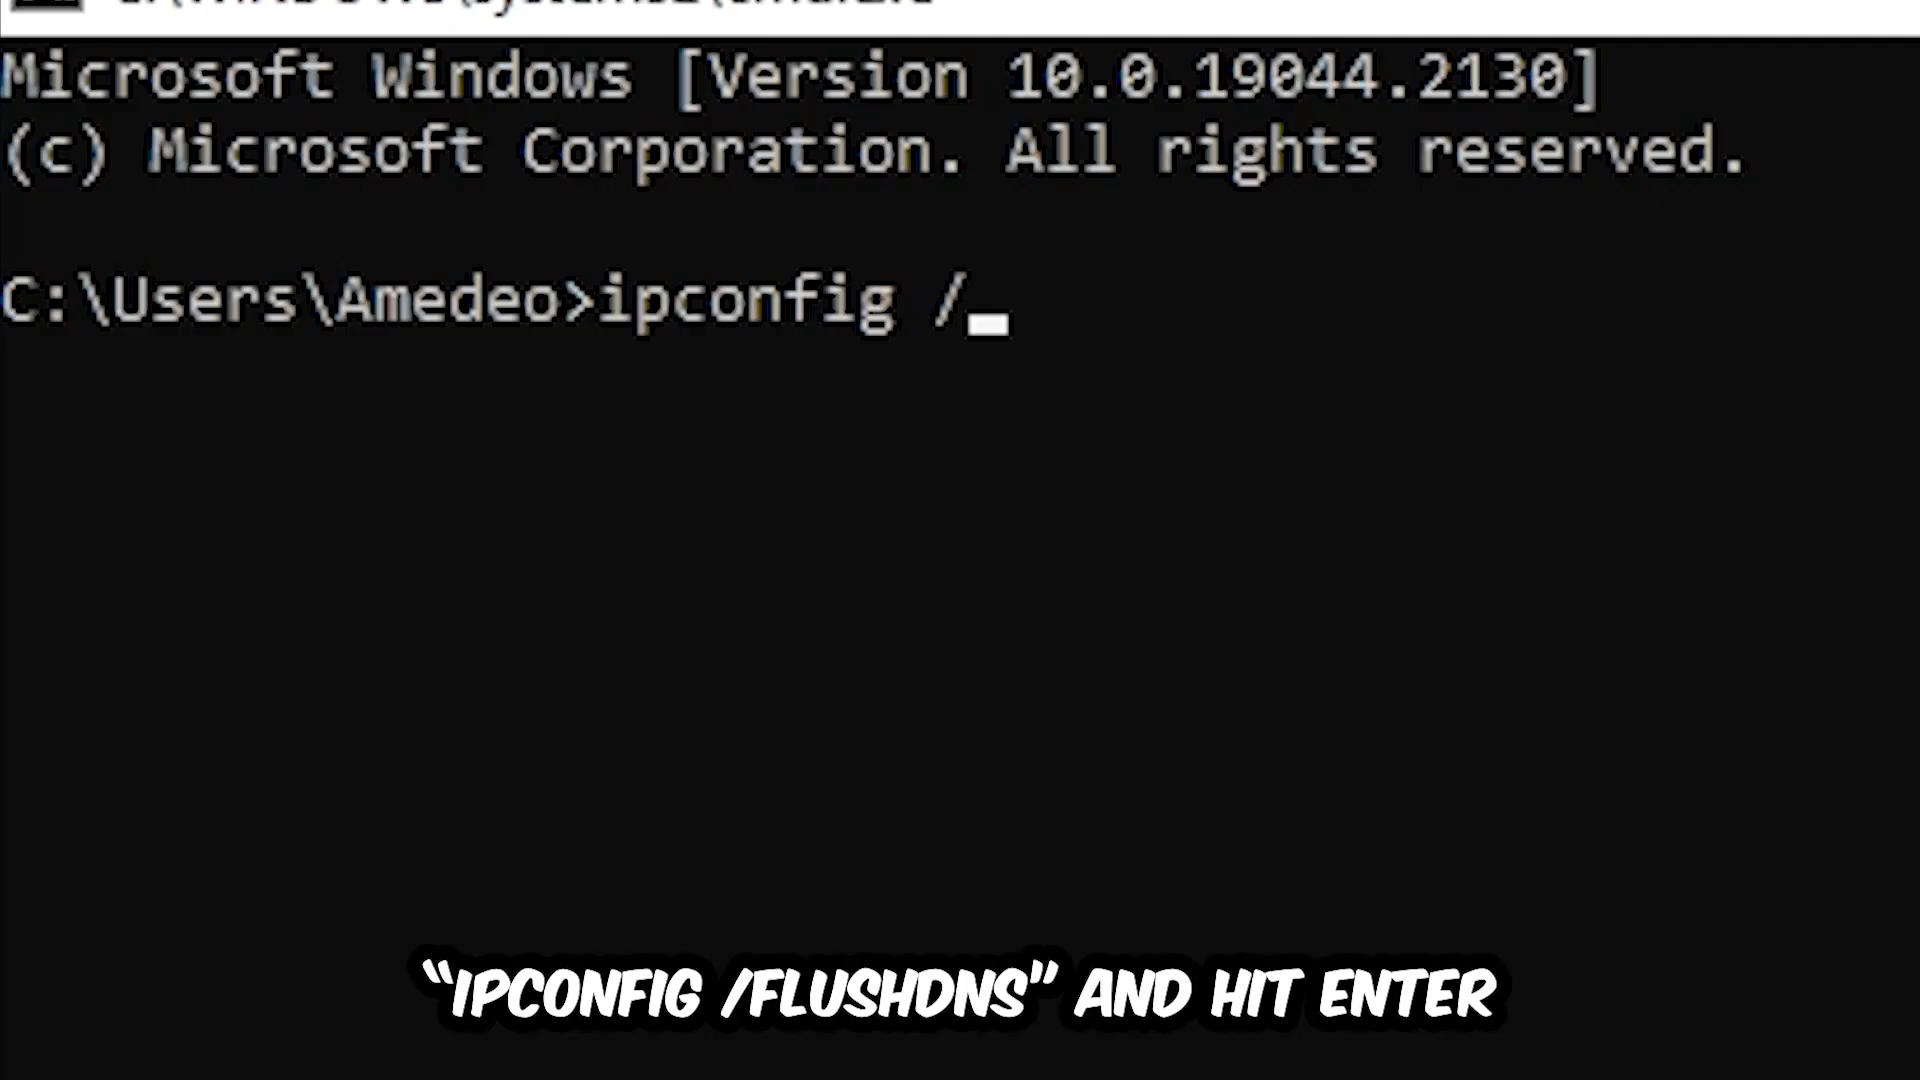 Microsoft Windows [Version 10.0.19044.2130]
(c) Microsoft Corporation. All rights reserved.
C:\Users\Amedeo>ipconfig /
“IPCONFIG /FLUSHDNS” AND HIT ENTER